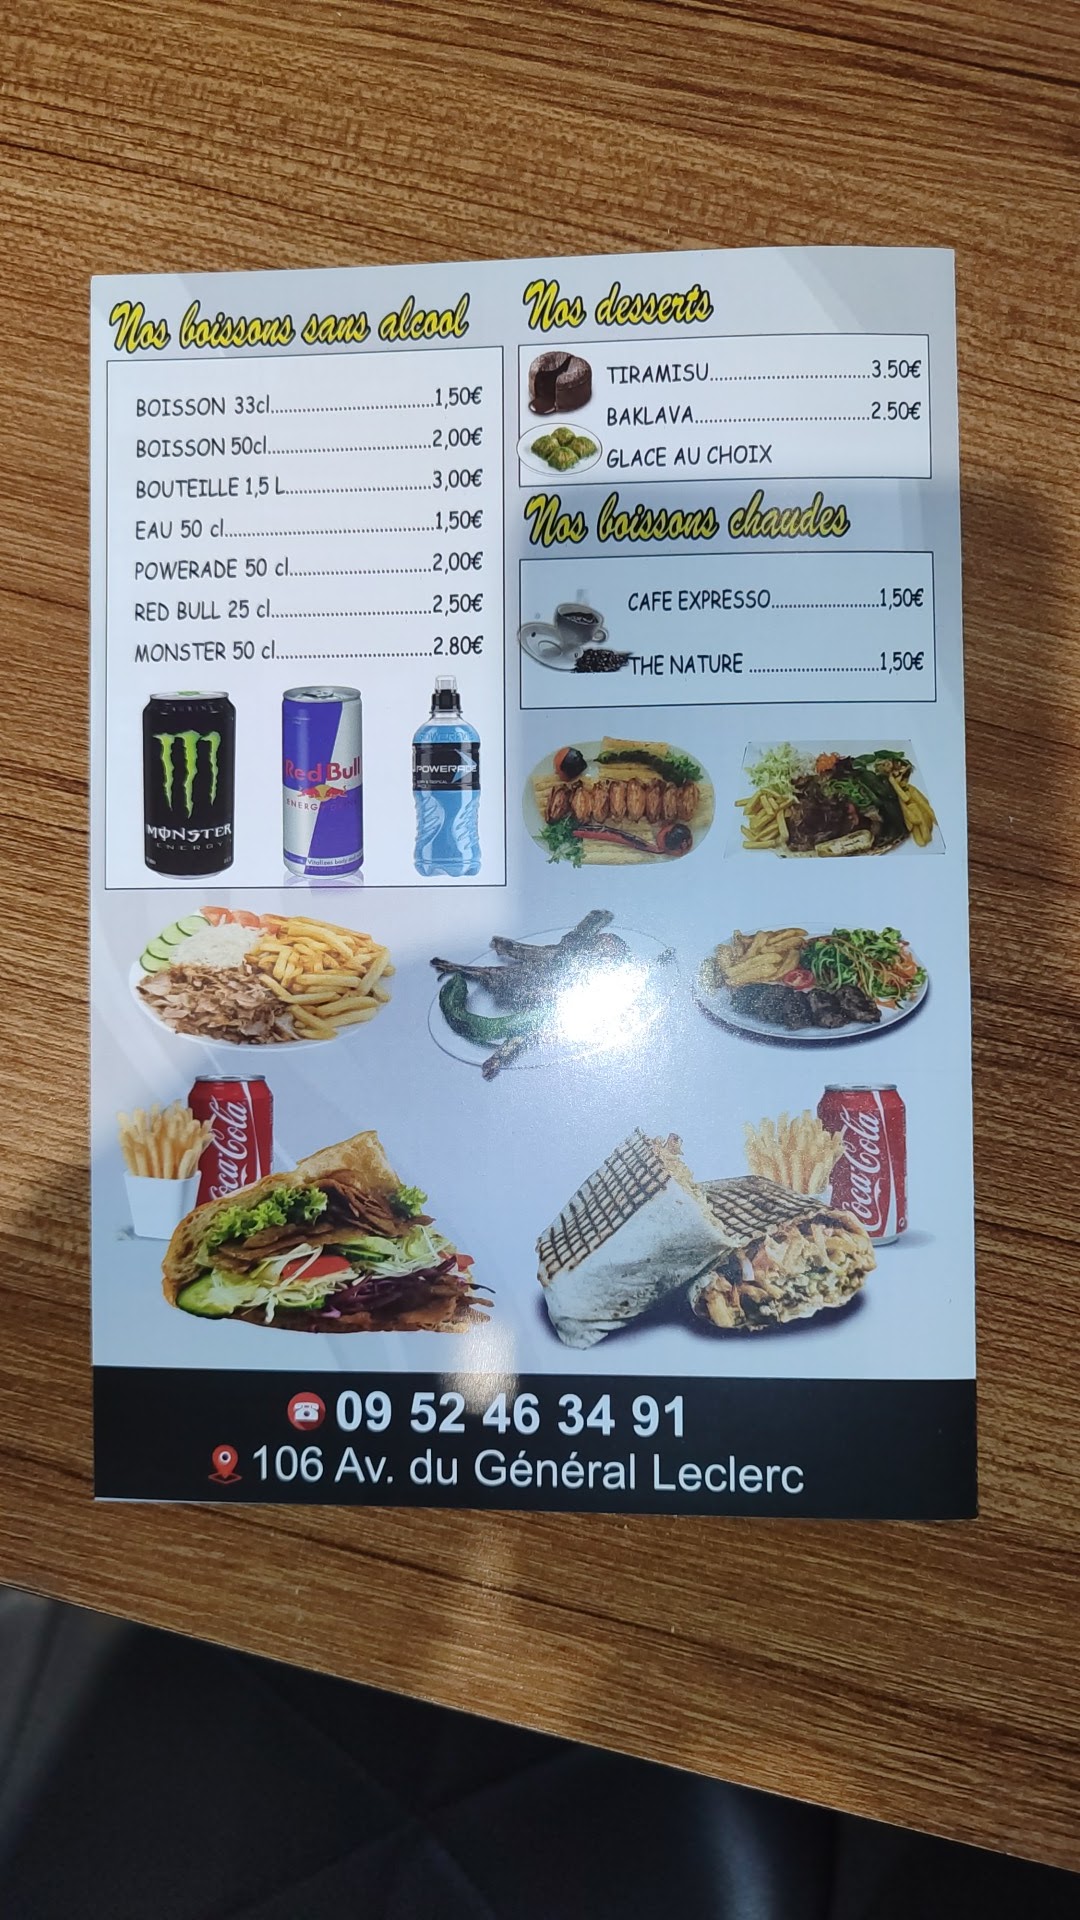 Nos boissons sans alcool
BOISSON 33cl..................................1,50€
BOISSON 50cl..................................2,00€
BOUTEILLE 1,5 L..............................3,00€
EAU 50 cl...........................................1,50€
POWERADE 50 cl.............................2,00€
RED BULL 25 cl.................................2,50€
MONSTER 50 cl................................2.80€
MONSTER
ENERGY
Red Bull
ENERGY
Vitalises body
POWERADE
Nos desserts
TIRAMISU.................................3.50€
BAKLAVA....................................2.50€
GLACE AU CHOIX
Nos boissons chaudes
CAFE EXPRESSO......................1,50€
THE NATURE ..........................1,50€
Coca-Cola
Coca-Cola
09 52 46 34 91
106 Av. du Général Leclerc